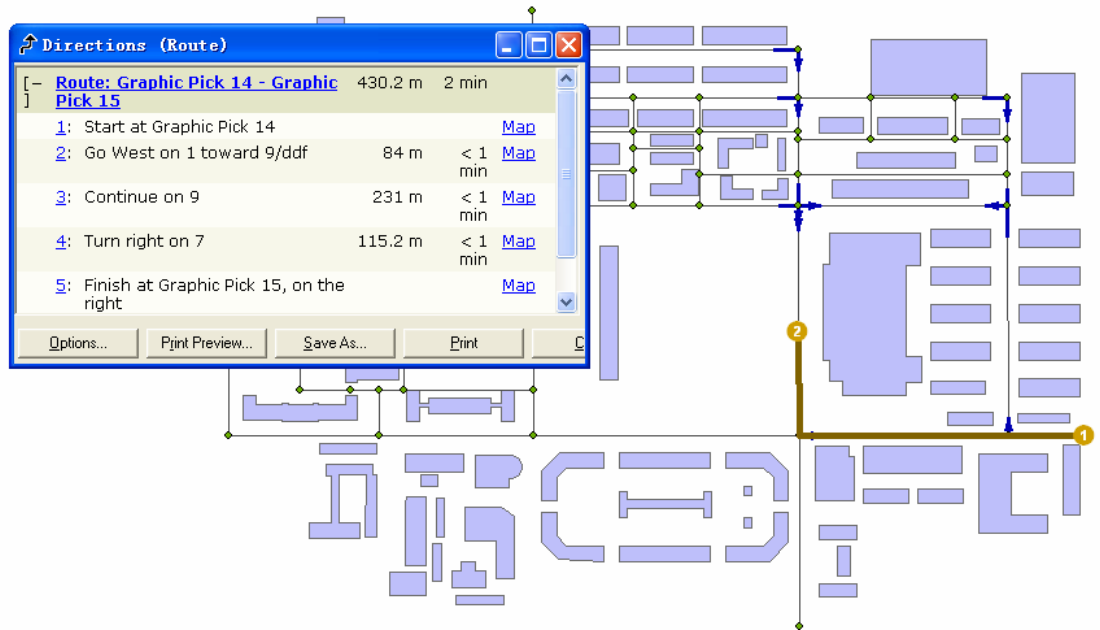 Directions (Route)
[- Route: Graphic Pick 14 - Graphic 430.2 m 2 min
] Pick 15
1: Start at Graphic Pick 14 Map
2: Go West on 1 toward 9/ddf 84 m < 1 Map
min
3: Continue on 9 231 m < 1 Map
min
4: Turn right on 7 115.2 m < 1 Map
min
5: Finish at Graphic Pick 15, on the Map
right
Options... Print Preview... Save As... Print C
2
1